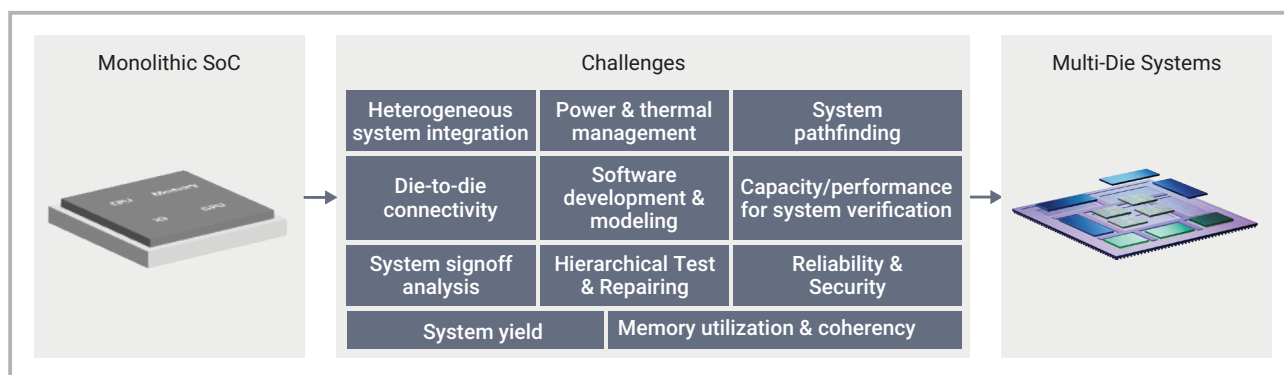 Monolithic SoC
CPU
Memory
IO
GPU
Challenges
Heterogeneous
system integration
Power & thermal
management
System
pathfinding
Die-to-die
connectivity
Software
development &
modeling
Capacity/performance
for system verification
System signoff
analysis
Hierarchical Test
& Repairing
Reliability &
Security
System yield
Memory utilization & coherency
Multi-Die Systems